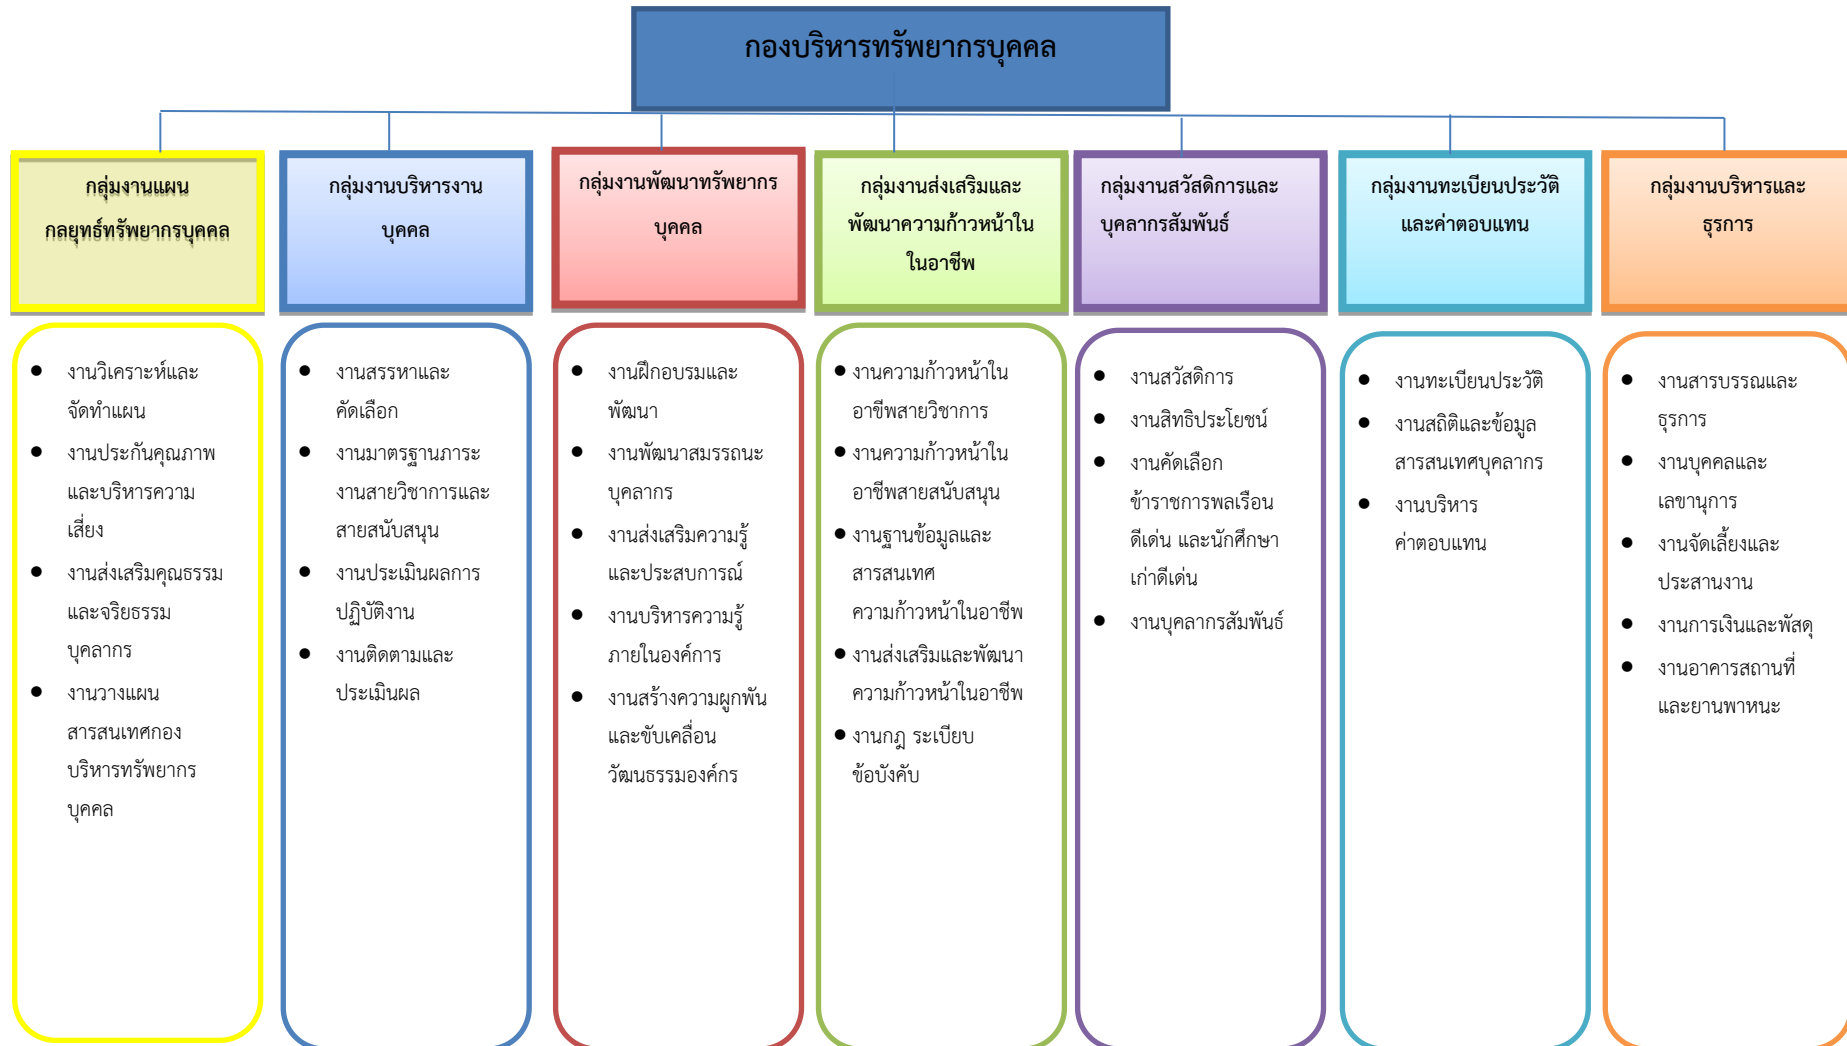 กองบริหารทรัพยากรบุคคล
กลุ่มงานแผน
กลยุทธ์ทรัพยากรบุคคล
กลุ่มงานบริหารงาน
บุคคล
กลุ่มงานพัฒนาทรัพยากร
บุคคล
กลุ่มงานส่งเสริมและ
พัฒนาความก้าวหน้าใน
ในอาชีพ
กลุ่มงานสวัสดิการและ
บุคลากรสัมพันธ์
กลุ่มงานทะเบียนประวัติ
และค่าตอบแทน
กลุ่มงานบริหารและ
ธุรการ
● งานวิเคราะห์และ
จัดทำแผน
● งานประกันคุณภาพ
และบริหารความ
เสี่ยง
● งานส่งเสริมคุณธรรม
และจริยธรรม
บุคลากร
● งานวางแผน
สารสนเทศกอง
บริหารทรัพยากร
บุคคล
● งานสรรหาและ
คัดเลือก
● งานมาตรฐานภาระ
งานสายวิชาการและ
สายสนับสนุน
● งานประเมินผลการ
ปฏิบัติงาน
● งานติดตามและ
ประเมินผล
● งานฝึกอบรมและ
พัฒนา
● งานพัฒนาสมรรถนะ
บุคลากร
● งานส่งเสริมความรู้
และประสบการณ์
● งานบริหารความรู้
ภายในองค์การ
● งานสร้างความผูกพัน
และขับเคลื่อน
วัฒนธรรมองค์กร
● งานความก้าวหน้าใน
อาขีพสายวิชาการ
● งานความก้าวหน้าใน
อาชีพสายสนับสนุน
● งานฐานข้อมูลและ
สารสนเทศ
ความก้าวหน้าในอาชีพ
● งานส่งเสริมและพัฒนา
ความก้าวหน้าในอาชีพ
● งานกฎ ระเบียบ
ข้อบังคับ
● งานสวัสดิการ
● งานสิทธิประโยชน์
● งานคัดเลือก
ข้าราชการพลเรือน
ดีเด่น และนักศึกษา
เก่าดีเด่น
● งานบุคลากรสัมพันธ์
● งานทะเบียนประวัติ
● งานสถิติและข้อมูล
สารสนเทศบุคลากร
● งานบริหาร
ค่าตอบแทน
● งานสารบรรณและ
ธุรการ
● งานบุคคลและ
เลขานุการ
● งานจัดเลี้ยงและ
ประสานงาน
● งานการเงินและพัสดุ
● งานอาคารสถานที่
และยานพาหนะ